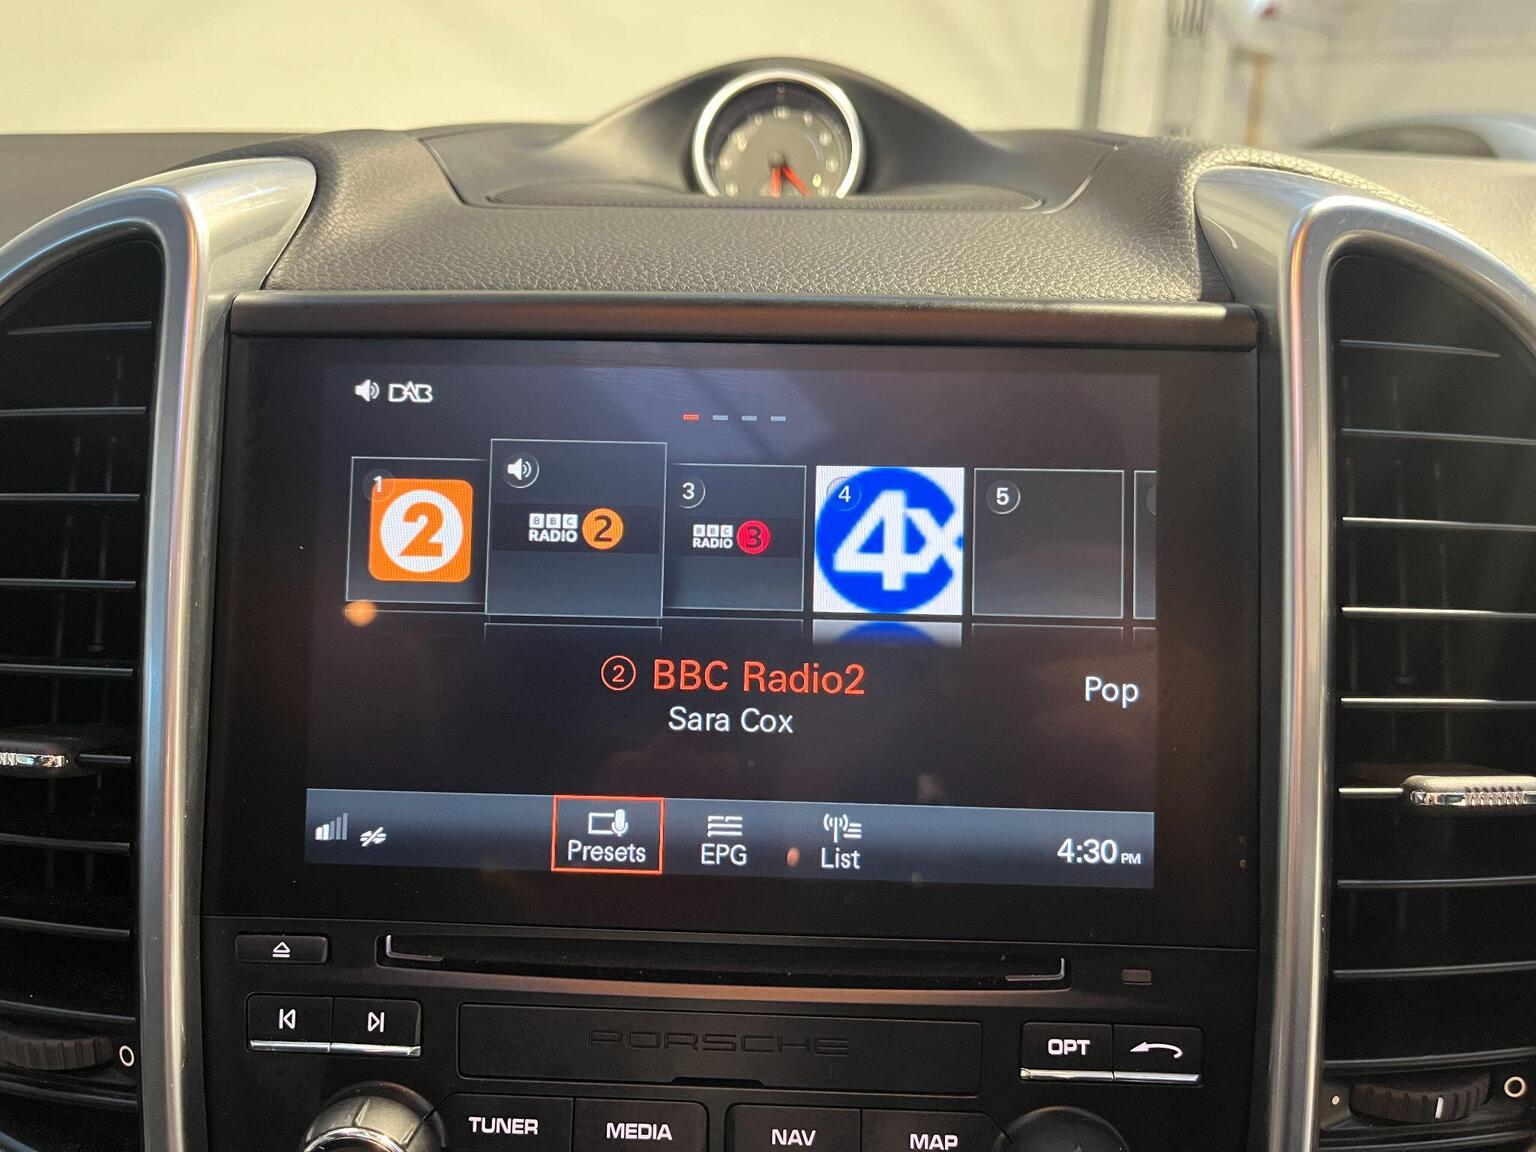 DAB
1
2
BBC
RADIO 2
3
BBC
RADIO 3
4
4x
5
2 BBC Radio2
Pop
Sara Cox
Presets
EPG
List
4:30 PM
PORSCHE
OPT
TUNER
MEDIA
NAV
MAP